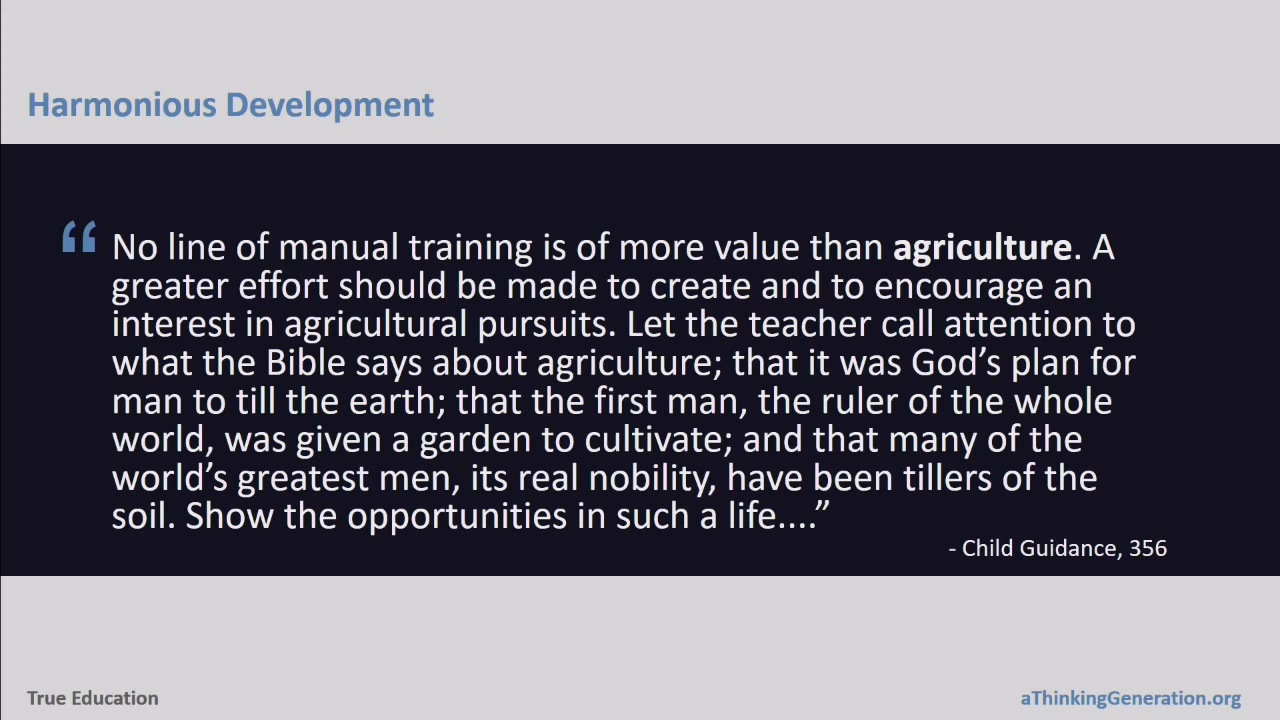 Harmonious Development
“ No line of manual training is of more value than agriculture. A
greater effort should be made to create and to encourage an
interest in agricultural pursuits. Let the teacher call attention to
what the Bible says about agriculture; that it was God’s plan for
man to till the earth; that the first man, the ruler of the whole
world, was given a garden to cultivate; and that many of the
world’s greatest men, its real nobility, have been tillers of the
soil. Show the opportunities in such a life....”
- Child Guidance, 356
True Education
aThinkingGeneration.org